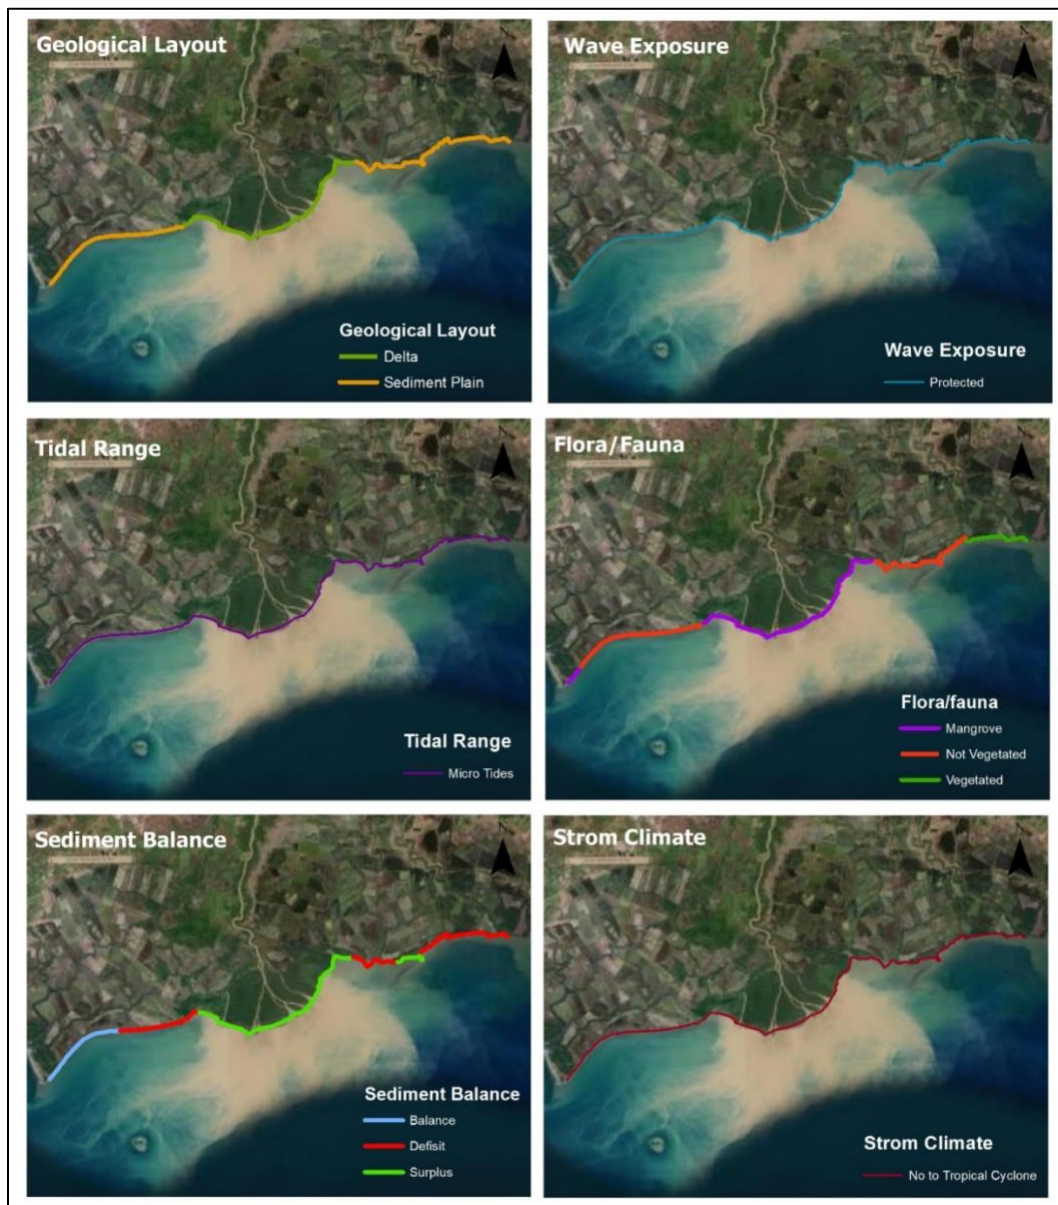 Geological Layout
Geological Layout
Delta
Sediment Plain
Wave Exposure
Wave Exposure
Protected
Tidal Range
Tidal Range
Micro Tides
Flora/Fauna
Flora/fauna
Mangrove
Not Vegetated
Vegetated
Sediment Balance
Sediment Balance
Balance
Defisit
Surplus
Strom Climate
Strom Climate
No to Tropical Cyclone